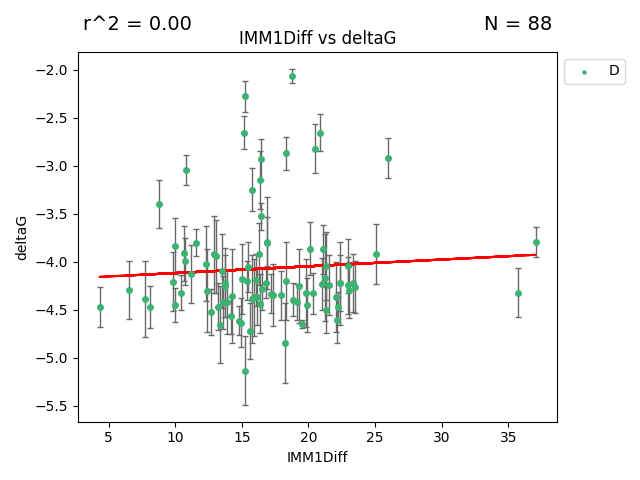 r^2 = 0.00
N = 88
IMM1Diff vs deltaG
D
−2.0
−2.5
−3.0
−3.5
−4.0
−4.5
−5.0
−5.5
deltaG
5 10 15 20 25 30 35
IMM1Diff